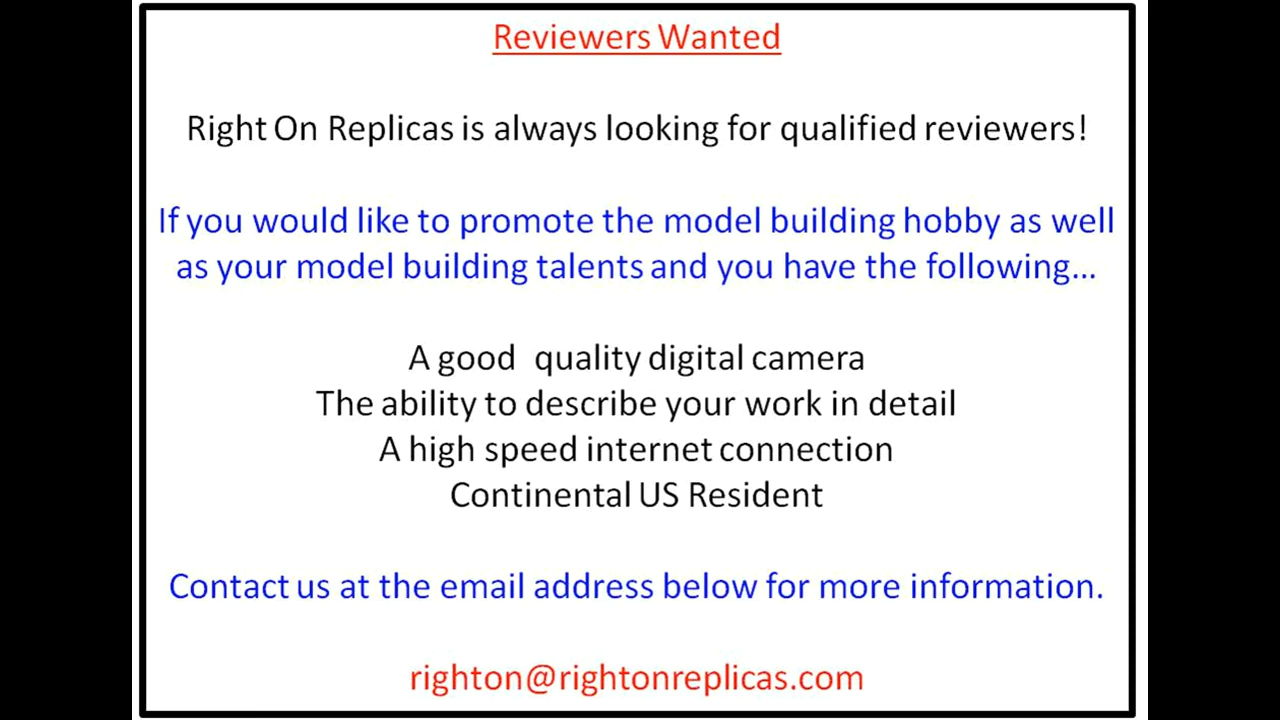 Reviewers Wanted
Right On Replicas is always looking for qualified reviewers!
If you would like to promote the model building hobby as well
as your model building talents and you have the following...
A good quality digital camera
The ability to describe your work in detail
A high speed internet connection
Continental US Resident
Contact us at the email address below for more information.
righton@rightonreplicas.com